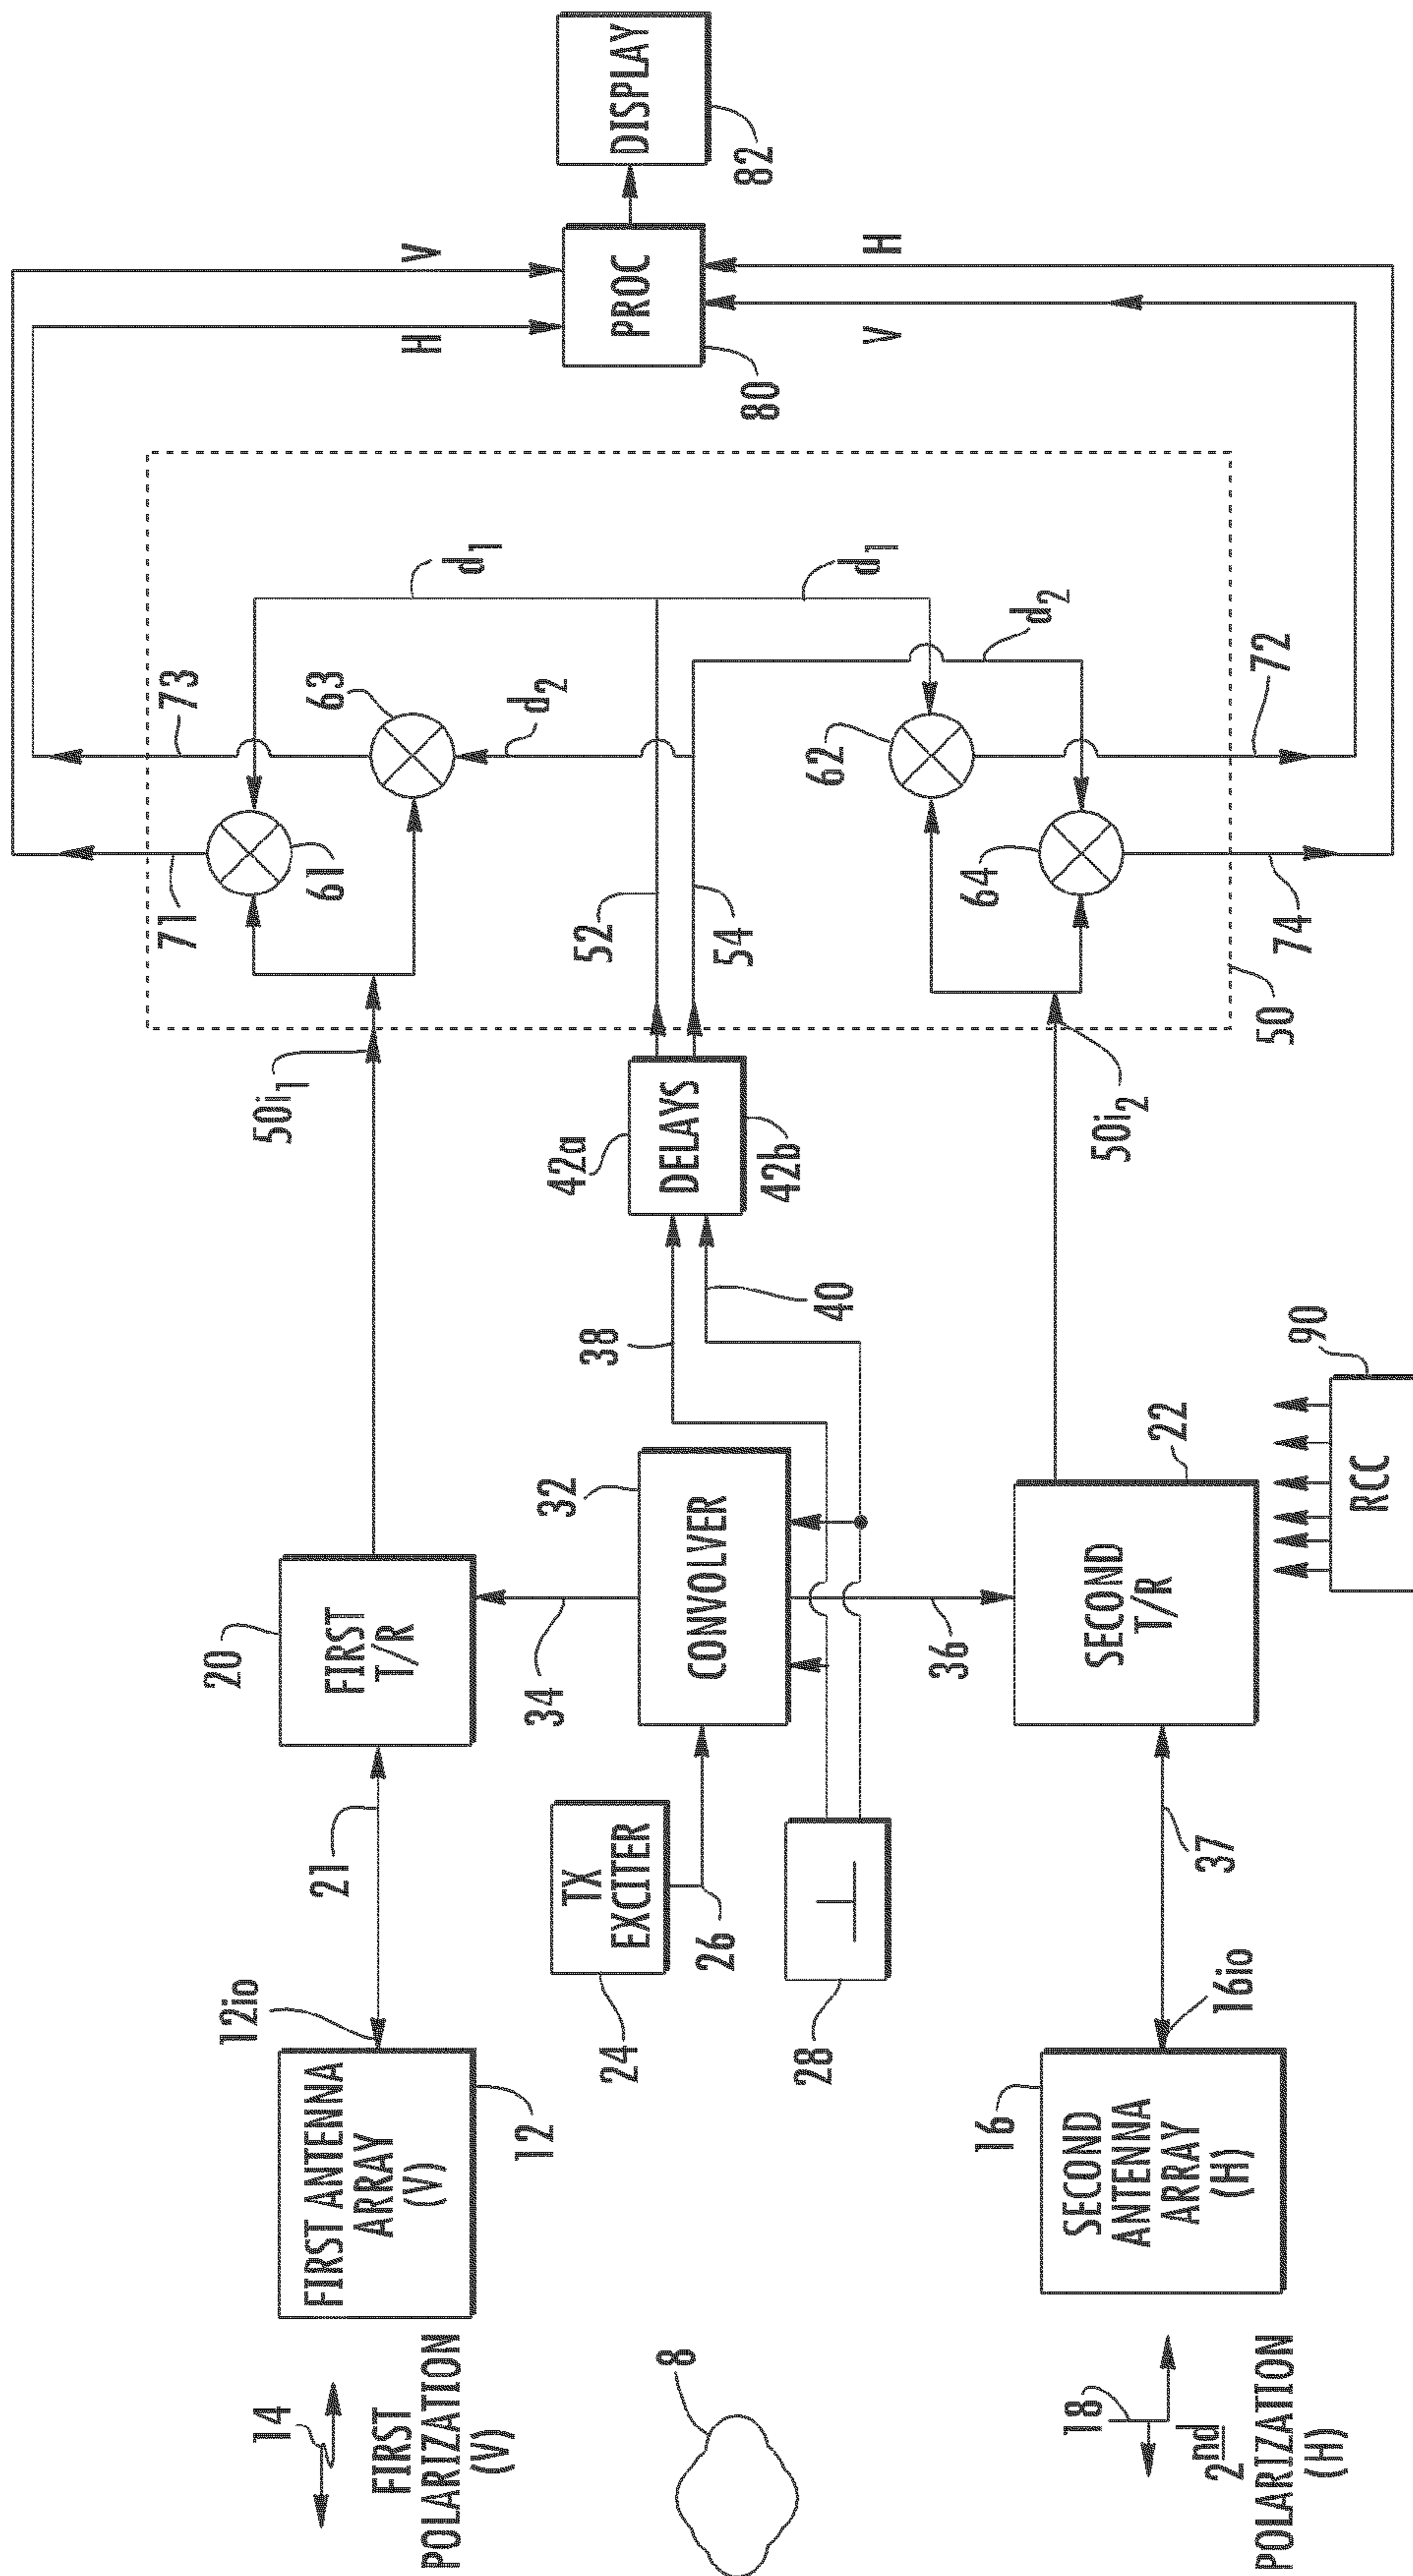 14
FIRST
POLARIZATION
(V)
8
18
2nd
POLARIZATION
(H)
FIRST ANTENNA
ARRAY
(V)
12
12io
21
20
FIRST
T/R
24
TX
EXCITER
26
28
⊥
34
CONVOLVER
32
36
38
40
16
SECOND
ANTENNA
ARRAY
(H)
16io
37
SECOND
T/R
22
RCC
90
42a
DELAYS
42b
50i1
50i2
50
52
54
71
61
73
63
d2
d1
d1
d2
62
64
72
74
H
V
V
H
80
PROC
82
DISPLAY